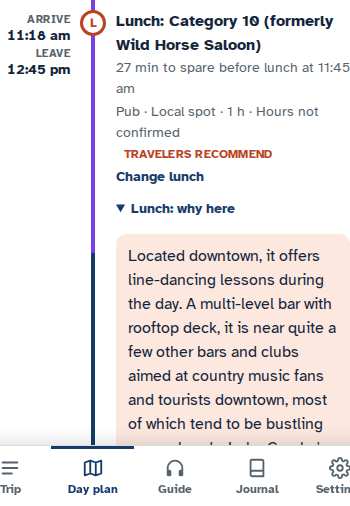 ARRIVE
11:18 am
LEAVE
12:45 pm
L
Lunch: Category 10 (formerly
Wild Horse Saloon)
27 min to spare before lunch at 11:45
am
Pub · Local spot · 1 h · Hours not
confirmed
TRAVELERS RECOMMEND
Change lunch
▼ Lunch: why here
Located downtown, it offers
line-dancing lessons during
the day. A multi-level bar with
rooftop deck, it is near quite a
few other bars and clubs
aimed at country music fans
and tourists downtown, most
of which tend to be bustling
Trip
Day plan
Guide
Journal
Settin